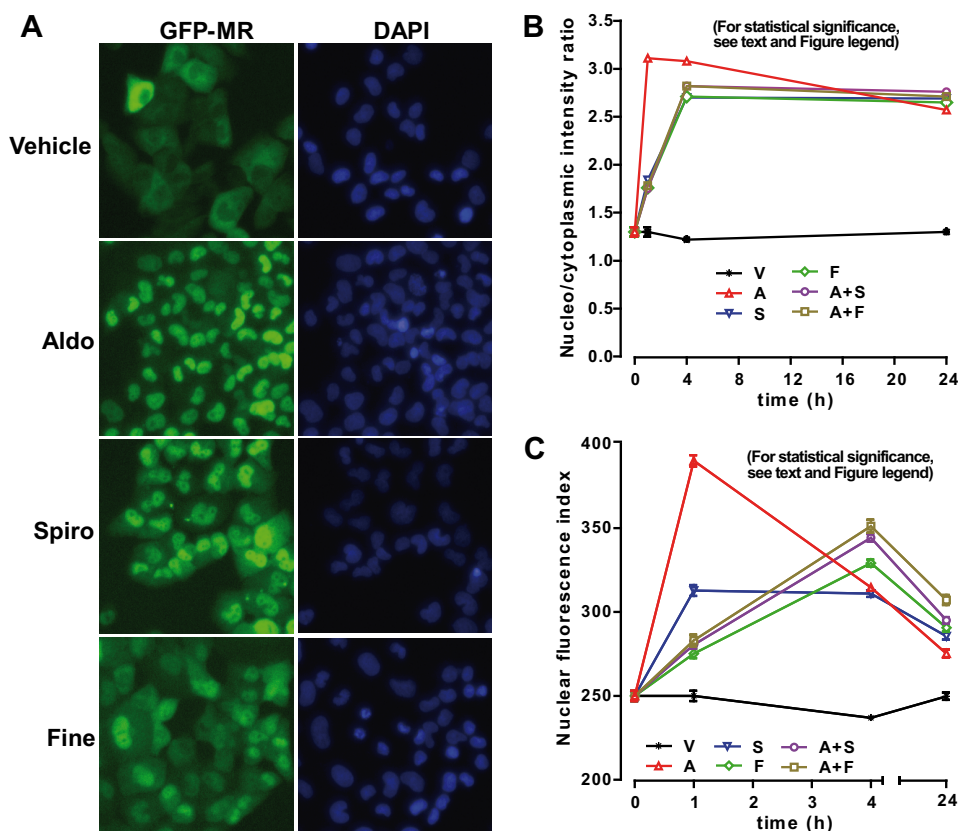 A
GFP-MR DAPI
Vehicle
Aldo
Spiro
Fine
B
(For statistical significance,
see text and Figure legend)
Nucleo/cytoplasmic intensity ratio
3.5
3.0
2.5
2.0
1.5
1.0
0.5
0.0
V F
A A+S
S A+F
0 4 8 12 16 20 24
time (h)
C
(For statistical significance,
see text and Figure legend)
Nuclear fluorescence index
400
350
300
250
200
V S A+S
A F A+F
0 1 2 3 4 24
time (h)